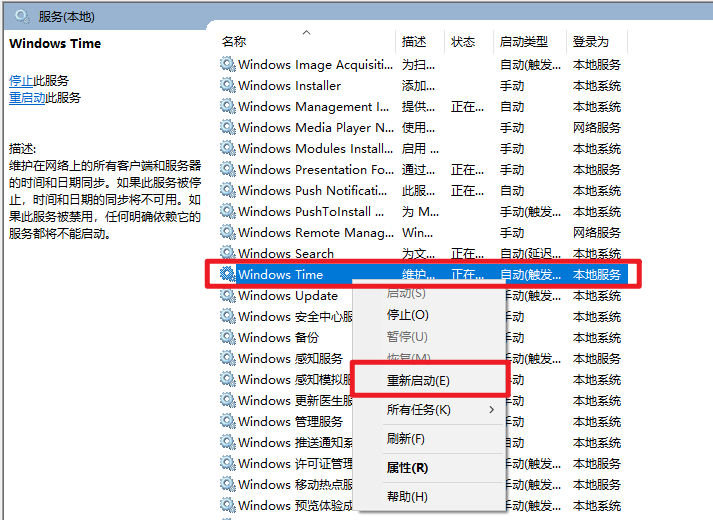 服务(本地)
Windows Time
停止此服务
重启动此服务
描述:
维护在网络上的所有客户端和服务器
的时间和日期同步。如果此服务被停
止，时间和日期的同步将不可用。如
果此服务被禁用，任何明确依赖它的
服务都将不能启动。
名称 描述 状态 启动类型 登录为
Windows Image Acquisiti... 为扫... 自动(触发... 本地服务
Windows Installer 添加... 手动 本地系统
Windows Management I... 提供... 正在... 自动 本地系统
Windows Media Player N... 使用... 手动 网络服务
Windows Modules Install... 启用 ... 手动 本地系统
Windows Presentation Fo... 通过... 正在... 手动 本地服务
Windows Push Notificati... 此服... 正在... 自动 本地系统
Windows PushToInstall ... 为 M... 手动(触发... 本地系统
Windows Remote Manag... Win... 手动 网络服务
Windows Search 为文... 正在... 自动(延迟... 本地系统
Windows Time 维护... 正在... 自动(触发... 本地服务
Windows Update 手动(触发... 本地系统
Windows 安全中心服 手动 本地系统
Windows 备份 手动 本地系统
Windows 感知服务 手动(触发... 本地系统
Windows 感知模拟服 手动 本地系统
Windows 更新医生服 手动 本地系统
Windows 管理服务 手动 本地系统
Windows 推送通知系 自动 本地系统
Windows 许可证管理 手动(触发... 本地服务
Windows 移动热点服 手动(触发... 本地服务
Windows 预览体验成 手动(触发... 本地系统
启动(S)
停止(O)
暂停(U)
恢复(M)
重新启动(E)
所有任务(K)
刷新(F)
属性(R)
帮助(H)